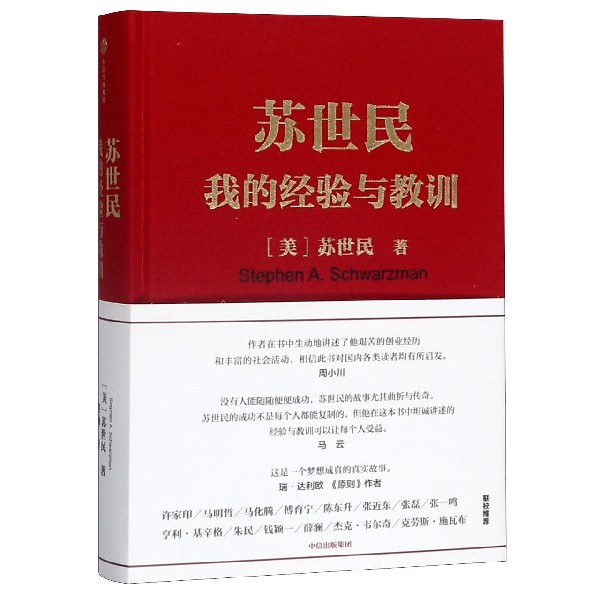 苏世民
我的经验与教训
[美]苏世民 著
Stephen A. Schwarzman
作者在书中生动地讲述了他艰苦的创业经历
和丰富的社会活动，相信此书对国内各类读者均有所启发。
周小川
没有人能随随便便成功，苏世民的故事尤其曲折与传奇。
苏世民的成功不是每个人都能复制的，但他在这本书中坦诚讲述的
经验与教训可以让每个人受益。
马 云
这是一个梦想成真的真实故事。
瑞·达利欧 《原则》作者
许家印/马明哲/马化腾/傅育宁/陈东升/张近东/张磊/张一鸣
亨利·基辛格/朱民/钱颖一/薛澜/杰克·韦尔奇/克劳斯·施瓦布
联袂推荐
中信出版集团
苏世民
我的经验与教训
[美]苏世民 著
Stephen A. Schwarzman